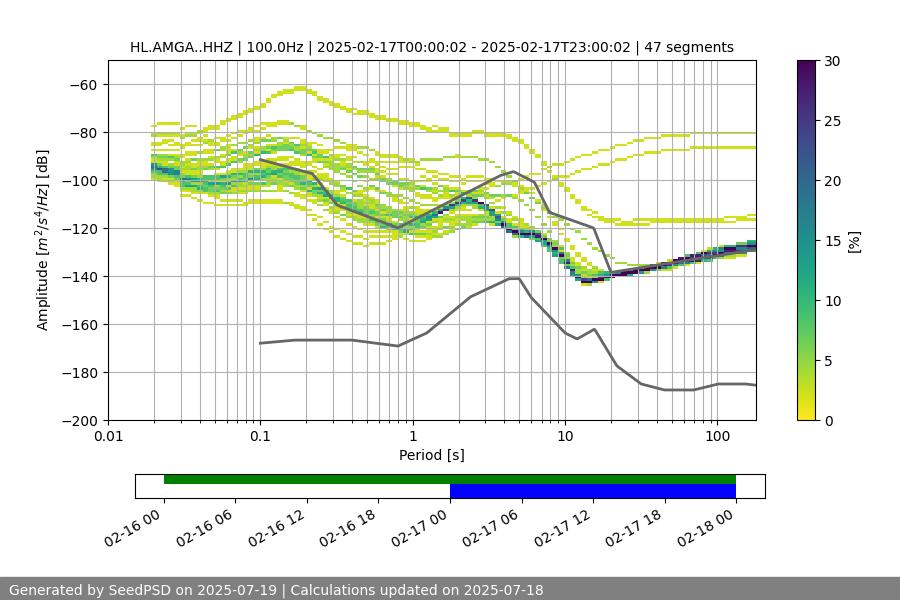 HL.AMGA..HHZ | 100.0Hz | 2025-02-17T00:00:02 - 2025-02-17T23:00:02 | 47 segments
Amplitude [m²/s⁴/Hz] [dB]
−60
−80
−100
−120
−140
−160
−180
−200
0.01 0.1 1 10 100
Period [s]
30
25
20
15
10
5
0
[%]
02-16 00 02-16 06 02-16 12 02-16 18 02-17 00 02-17 06 02-17 12 02-17 18 02-18 00
Generated by SeedPSD on 2025-07-19 | Calculations updated on 2025-07-18